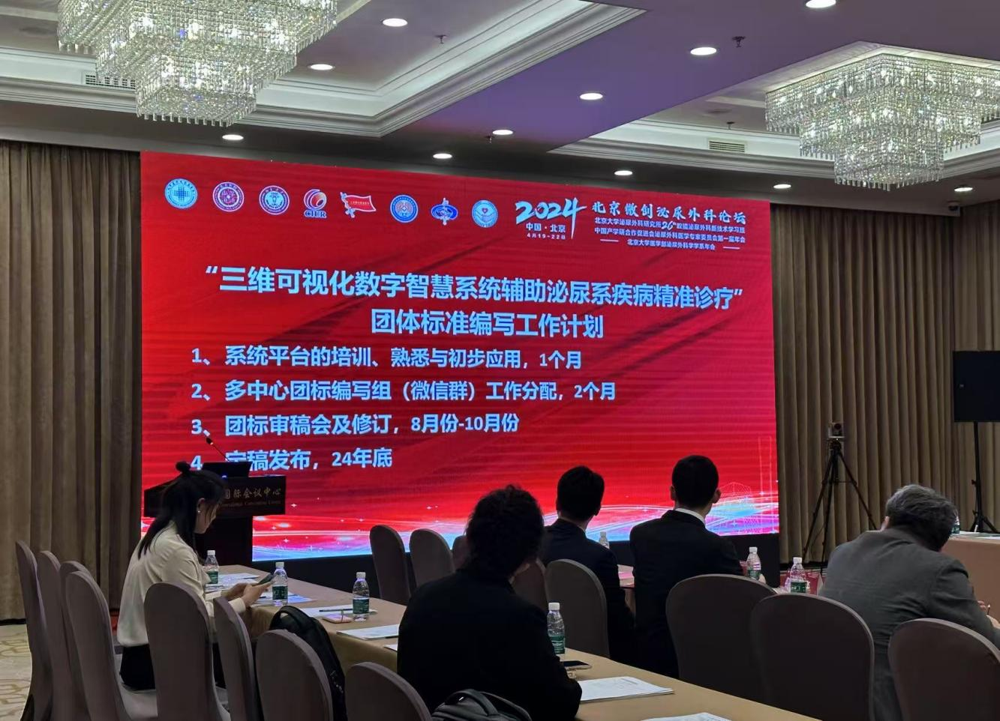 CIUR
2024
中国·北京
4月19-22日
北京微创泌尿外科论坛
北京大学泌尿外科研究所26th腔镜泌尿外科新技术学习班
中国产学研合作促进会泌尿外科医学专家委员会第一届年会
北京大学医学部泌尿外科学学系年会
“三维可视化数字智慧系统辅助泌尿系疾病精准诊疗”
团体标准编写工作计划
1、系统平台的培训、熟悉与初步应用，1个月
2、多中心团标编写组（微信群）工作分配，2个月
3、团标审稿会及修订，8月份-10月份
4、定稿发布，24年底
国际会议中心